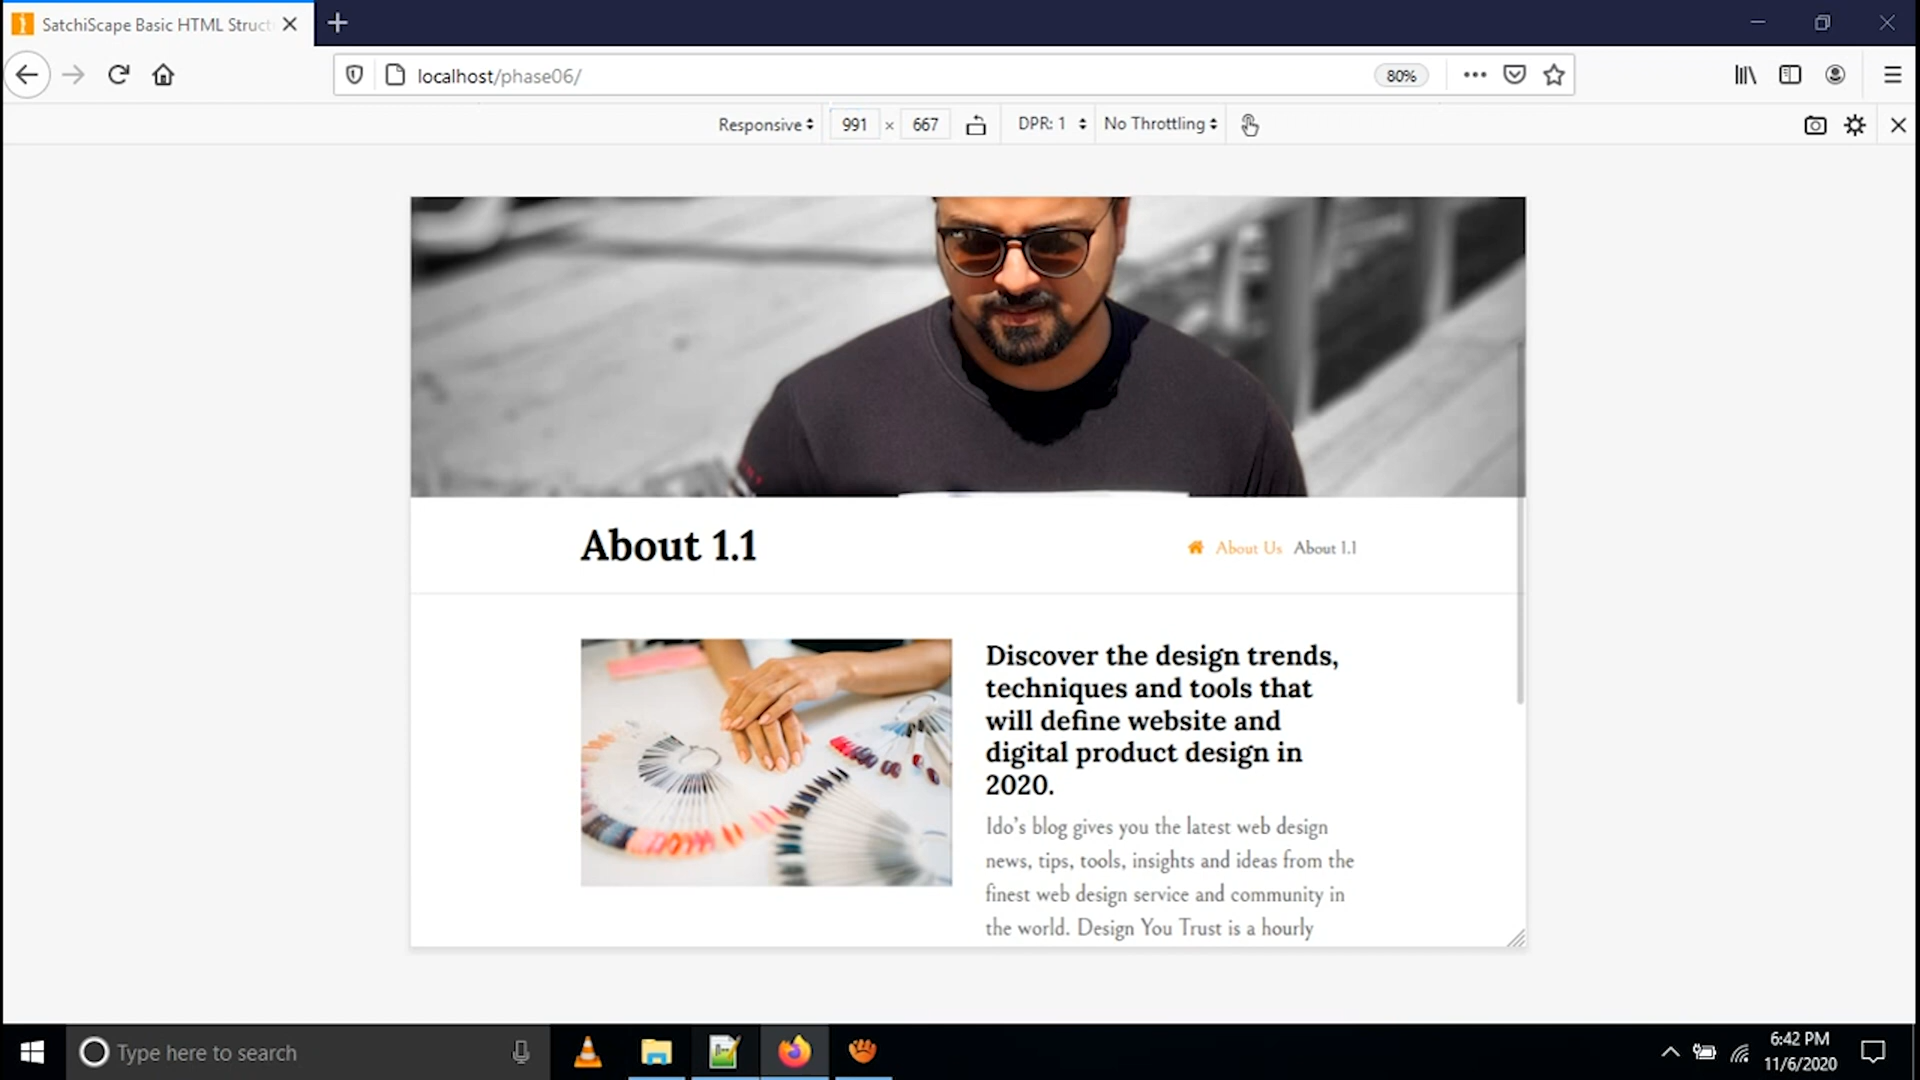 SatchiScape Basic HTML Struct
localhost/phase06/
80%
Responsive
991 × 667
DPR: 1
No Throttling
About 1.1
About Us About 1.1
Discover the design trends,
techniques and tools that
will define website and
digital product design in
2020.
Ido's blog gives you the latest web design
news, tips, tools, insights and ideas from the
finest web design service and community in
the world. Design You Trust is a hourly
Type here to search
6:42 PM
11/6/2020